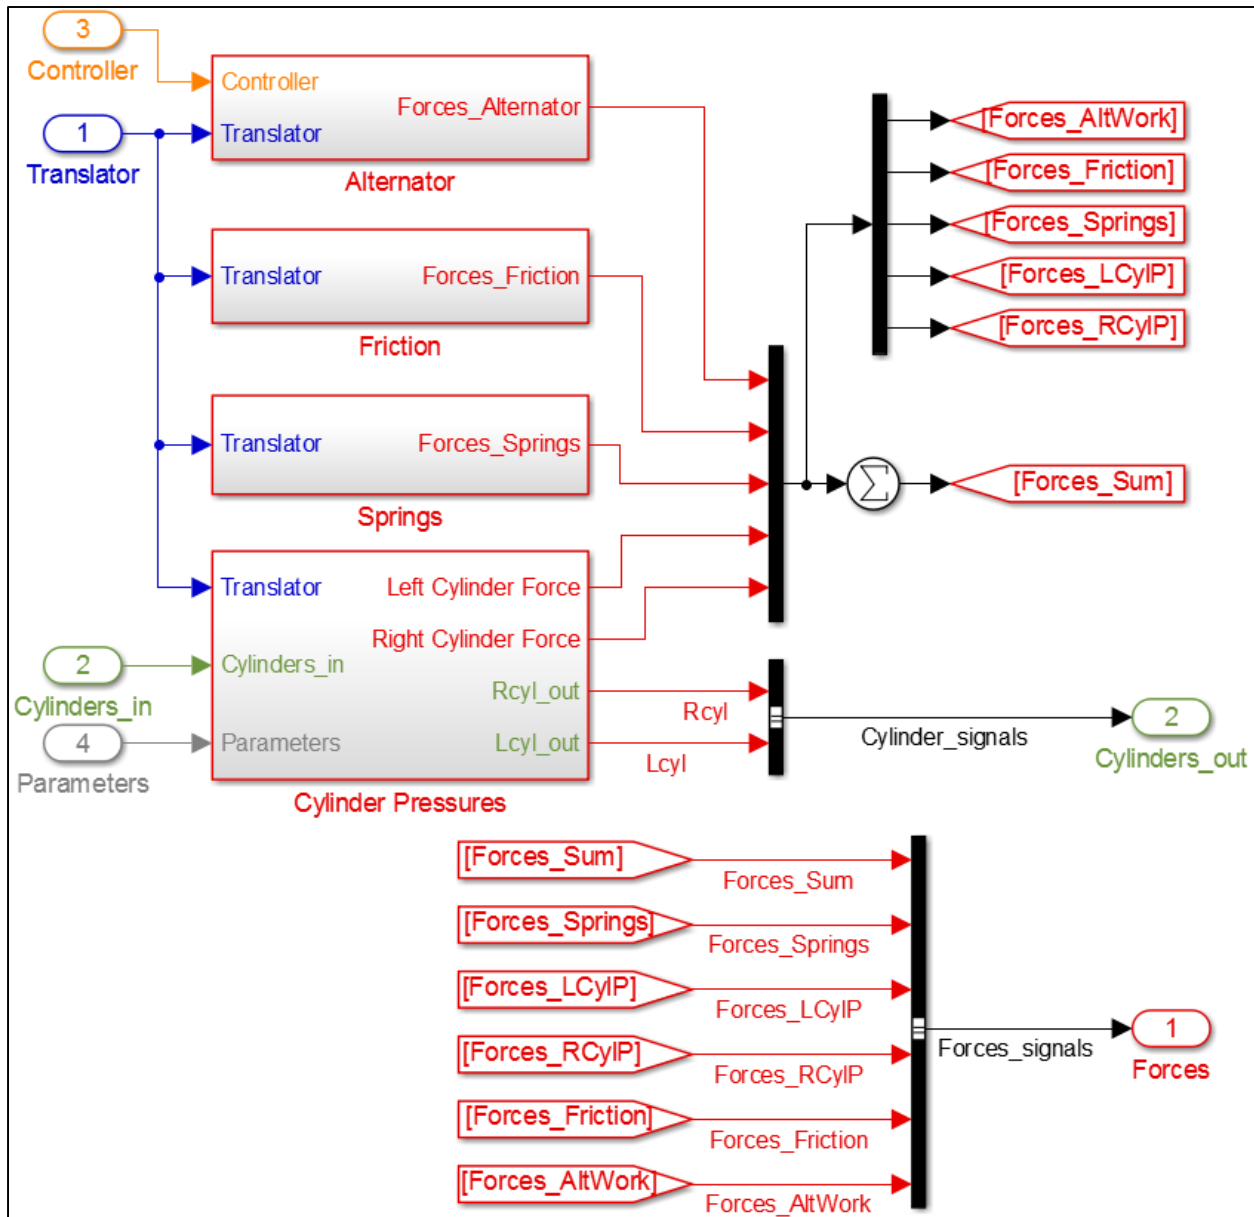 3
Controller
1
Translator
Controller
Translator
Forces_Alternator
Alternator
Translator
Forces_Friction
Friction
Translator
Forces_Springs
Springs
Translator
Cylinders_in
Parameters
Left Cylinder Force
Right Cylinder Force
Rcyl_out
Lcyl_out
Cylinder Pressures
2
Cylinders_in
4
Parameters
[Forces_AltWork]
[Forces_Friction]
[Forces_Springs]
[Forces_LCylP]
[Forces_RCylP]
Σ
[Forces_Sum]
Rcyl
Lcyl
Cylinder_signals
2
Cylinders_out
[Forces_Sum]
Forces_Sum
[Forces_Springs]
Forces_Springs
[Forces_LCylP]
Forces_LCylP
[Forces_RCylP]
Forces_RCylP
[Forces_Friction]
Forces_Friction
[Forces_AltWork]
Forces_AltWork
Forces_signals
1
Forces